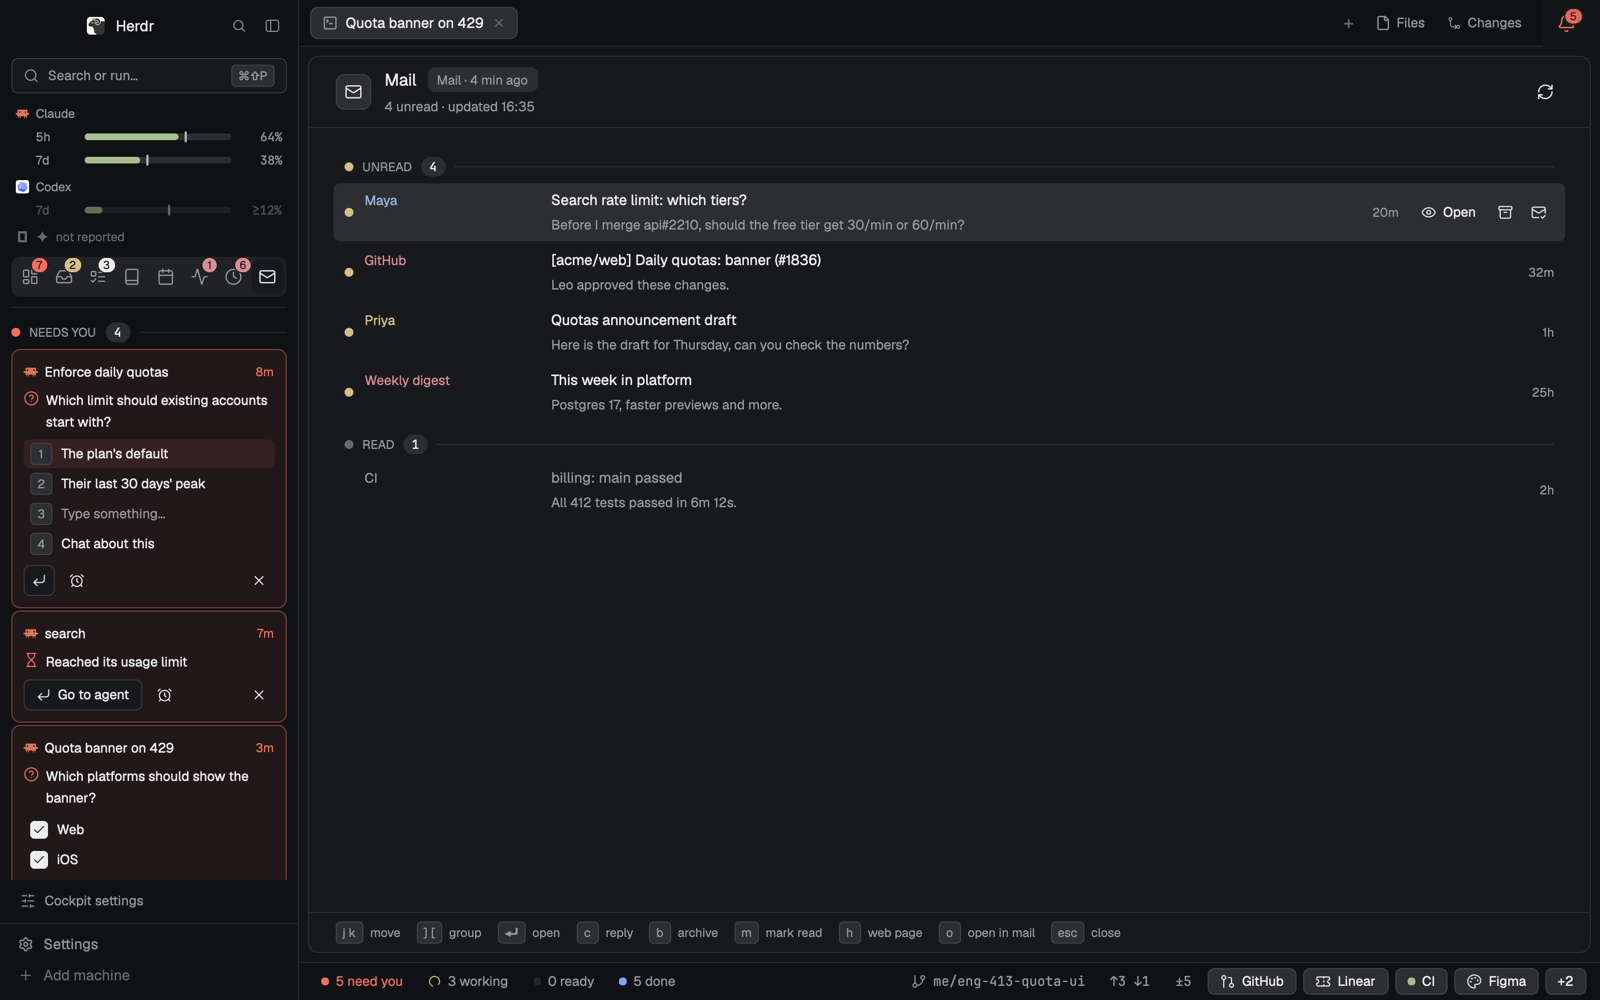 Herdr
Search or run... ⌘⇧P
Claude
5h 64%
7d 38%
Codex
7d ≥12%
not reported
7 2 3 1 6
NEEDS YOU 4
Enforce daily quotas 8m
Which limit should existing accounts
start with?
1 The plan's default
2 Their last 30 days' peak
3 Type something...
4 Chat about this
search 7m
Reached its usage limit
Go to agent
Quota banner on 429 3m
Which platforms should show the
banner?
Web
iOS
Cockpit settings
Settings
Add machine
Quota banner on 429
Files Changes 5
Mail Mail · 4 min ago
4 unread · updated 16:35
UNREAD 4
Maya Search rate limit: which tiers?
Before I merge api#2210, should the free tier get 30/min or 60/min?
20m Open
GitHub [acme/web] Daily quotas: banner (#1836)
Leo approved these changes.
32m
Priya Quotas announcement draft
Here is the draft for Thursday, can you check the numbers?
1h
Weekly digest This week in platform
Postgres 17, faster previews and more.
25h
READ 1
CI billing: main passed
All 412 tests passed in 6m 12s.
2h
j k move ] [ group ↵ open c reply b archive m mark read h web page o open in mail esc close
5 need you 3 working 0 ready 5 done
me/eng-413-quota-ui ↑3 ↓1 ±5 GitHub Linear CI Figma +2